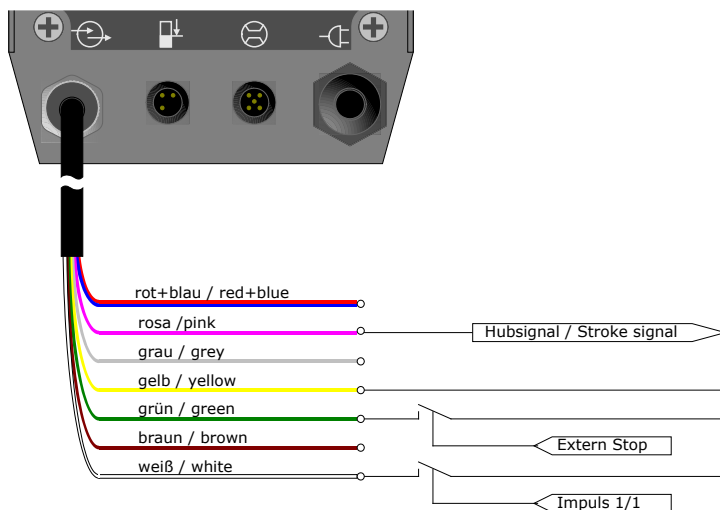 rot+blau / red+blue
rosa /pink
Hubsignal / Stroke signal
grau / grey
gelb / yellow
grün / green
Extern Stop
braun / brown
weiß / white
Impuls 1/1